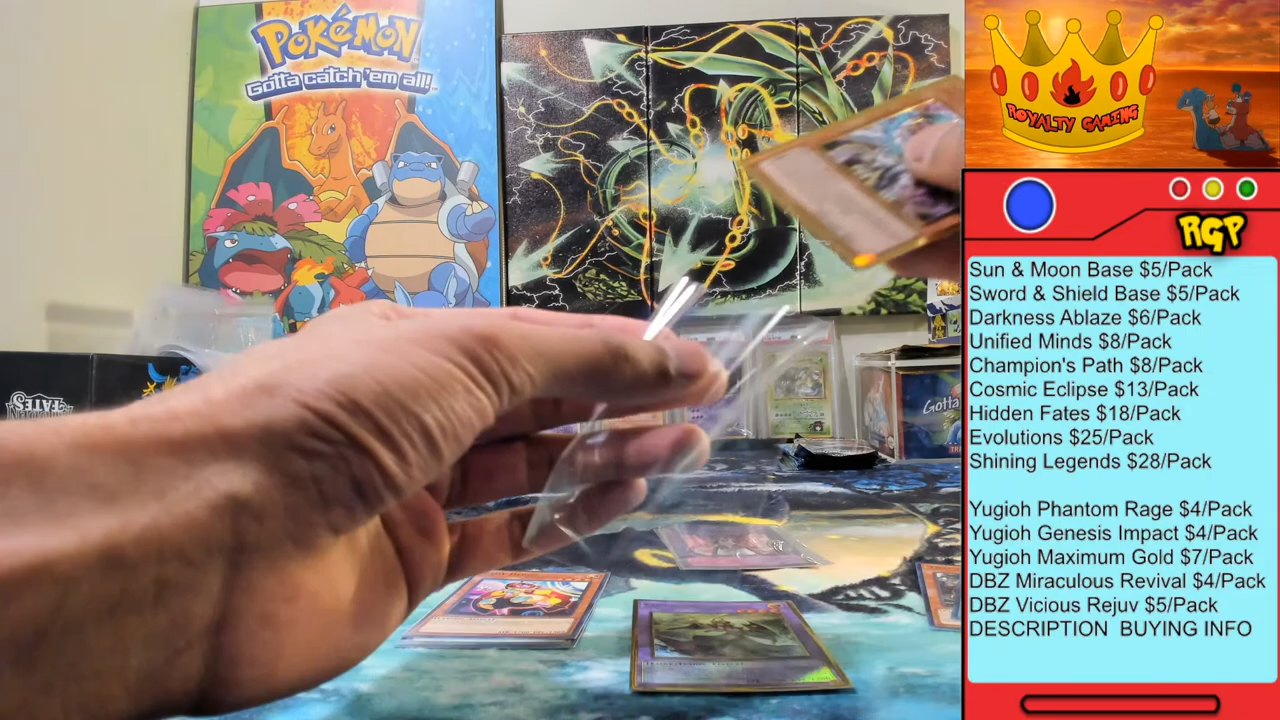 POKéMON
Gotta catch 'em all!
ROYALTY GAMING
RGP
Sun & Moon Base $5/Pack
Sword & Shield Base $5/Pack
Darkness Ablaze $6/Pack
Unified Minds $8/Pack
Champion's Path $8/Pack
Cosmic Eclipse $13/Pack
Hidden Fates $18/Pack
Evolutions $25/Pack
Shining Legends $28/Pack
Yugioh Phantom Rage $4/Pack
Yugioh Genesis Impact $4/Pack
Yugioh Maximum Gold $7/Pack
DBZ Miraculous Revival $4/Pack
DBZ Vicious Rejuv $5/Pack
DESCRIPTION BUYING INFO
FATES
Gotta